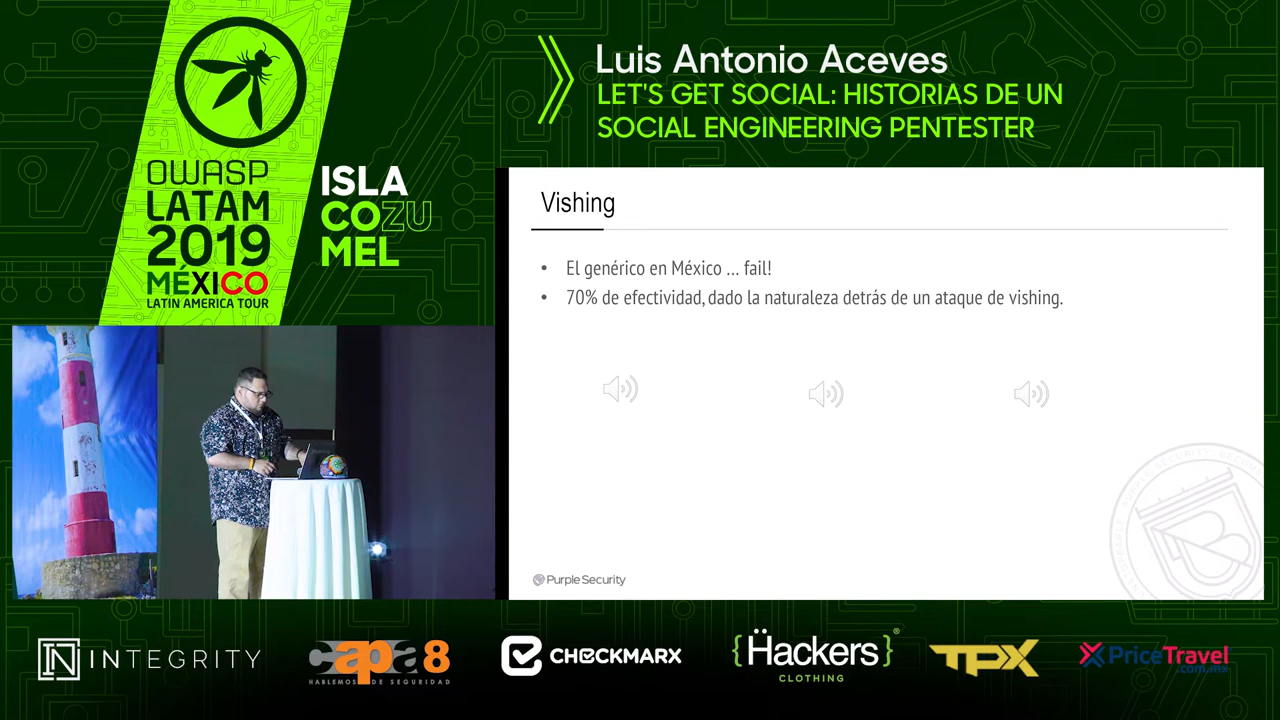 Luis Antonio Aceves
LET'S GET SOCIAL: HISTORIAS DE UN
SOCIAL ENGINEERING PENTESTER
OWASP
LATAM
2019
MÉXICO
LATIN AMERICA TOUR
ISLA
COZU
MEL
Vishing
• El genérico en México ... fail!
• 70% de efectividad, dado la naturaleza detrás de un ataque de vishing.
Purple Security
INTEGRITY
capa8
HABLEMOS DE SEGURIDAD
CHECKMARX
{Häckers}®
CLOTHING
TPX
PriceTravel
.com.mx